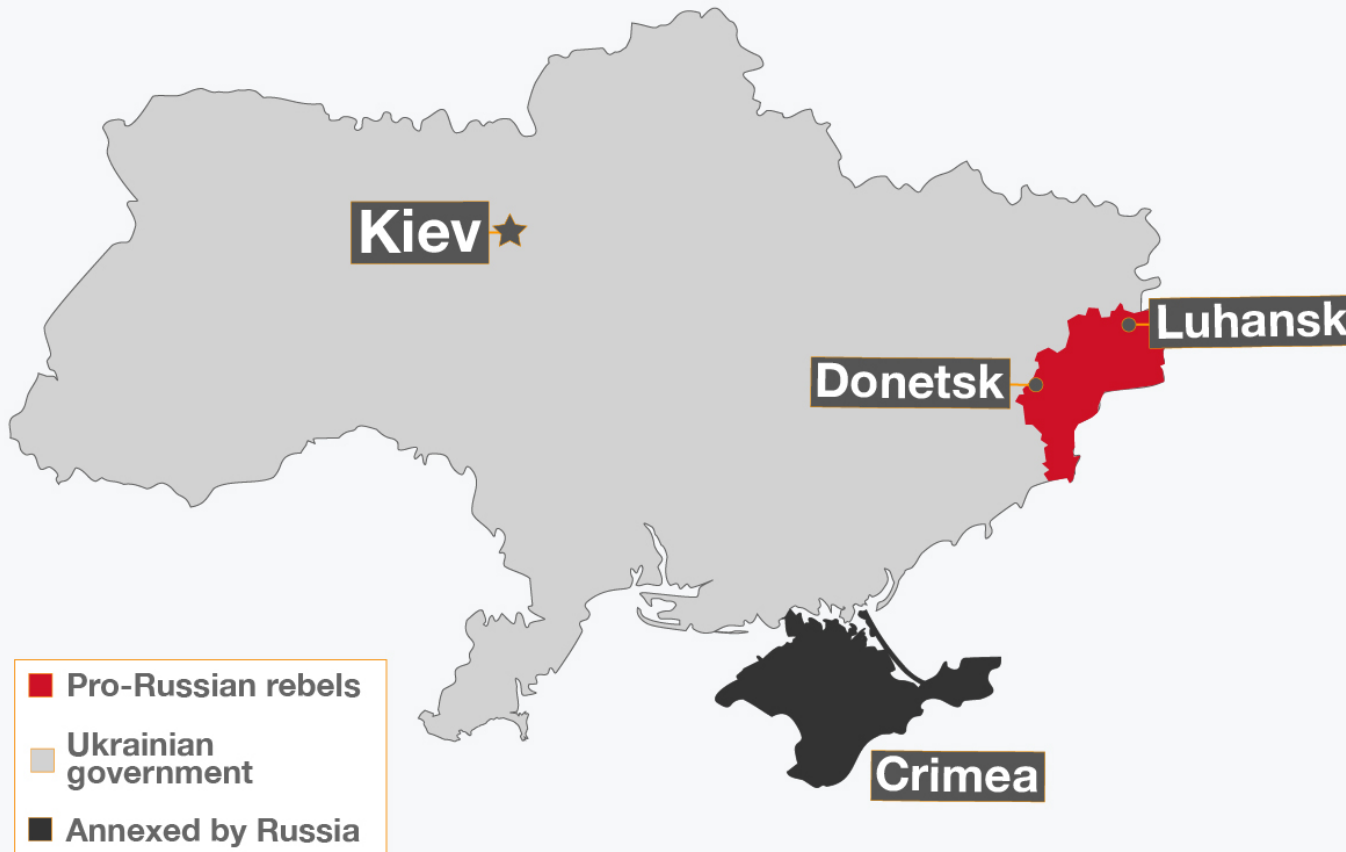 Kiev
Luhansk
Donetsk
Crimea
Pro-Russian rebels
Ukrainian
government
Annexed by Russia